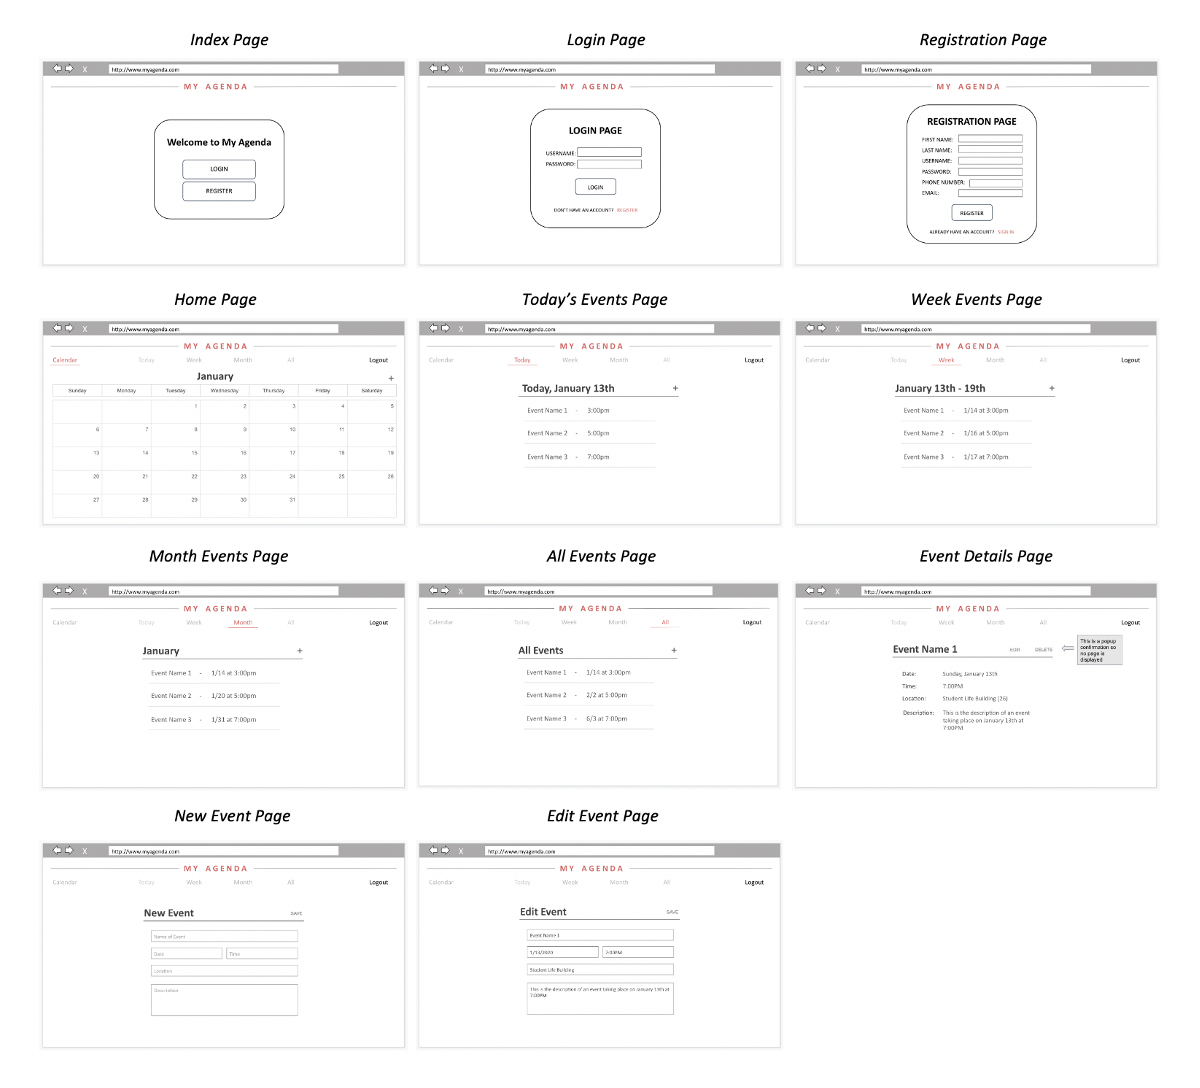 Index Page
http://www.myagenda.com
X
MY AGENDA
Welcome to My Agenda
LOGIN
REGISTER
Login Page
http://www.myagenda.com
X
MY AGENDA
LOGIN PAGE
USERNAME:
PASSWORD:
LOGIN
DON'T HAVE AN ACCOUNT? REGISTER
Registration Page
X
http://www.myagenda.com
MY AGENDA
REGISTRATION PAGE
FIRST NAME:
LAST NAME:
USERNAME:
PASSWORD:
PHONE NUMBER:
EMAIL:
REGISTER
ALREADY HAVE AN ACCOUNT? SIGN IN
Home Page
X http://www.myagenda.com
MY AGENDA
Calendar Today Week Month All Logout
January +
Sunday Monday Tuesday Wednesday Thursday Friday Saturday
1 2 3 4 5
6 7 8 9 10 11 12
13 14 15 16 17 18 19
20 21 22 23 24 25 26
27 28 29 30 31
Today's Events Page
X http://www.myagenda.com
MY AGENDA
Calendar Today Week Month All Logout
Today, January 13th +
Event Name 1 - 3:00pm
Event Name 2 - 5:00pm
Event Name 3 - 7:00pm
Week Events Page
X http://www.myagenda.com
MY AGENDA
Calendar Today Week Month All Logout
January 13th - 19th +
Event Name 1 - 1/14 at 3:00pm
Event Name 2 - 1/16 at 5:00pm
Event Name 3 - 1/17 at 7:00pm
Month Events Page
X http://www.myagenda.com
MY AGENDA
Calendar Today Week Month All Logout
January +
Event Name 1 - 1/14 at 3:00pm
Event Name 2 - 1/20 at 5:00pm
Event Name 3 - 1/31 at 7:00pm
All Events Page
X http://www.myagenda.com
MY AGENDA
Calendar Today Week Month All Logout
All Events +
Event Name 1 - 1/14 at 3:00pm
Event Name 2 - 2/2 at 5:00pm
Event Name 3 - 6/3 at 7:00pm
Event Details Page
X http://www.myagenda.com
MY AGENDA
Calendar Today Week Month All Logout
Event Name 1 EDIT DELETE
This is a popup
confirmation so
no page is
displayed
Date: Sunday, January 13th
Time: 7:00PM
Location: Student Life Building [26]
Description: This is the description of an event
taking place on January 13th at
7:00PM
New Event Page
X http://www.myagenda.com
MY AGENDA
Calendar Today Week Month All Logout
New Event SAVE
Name of Event
Date Time
Location
Description
Edit Event Page
X http://www.myagenda.com
MY AGENDA
Calendar Today Week Month All Logout
Edit Event SAVE
Event Name 1
1/13/2020 7:00PM
Student Life Building
This is the description of an event taking place on January 13th at
7:00PM